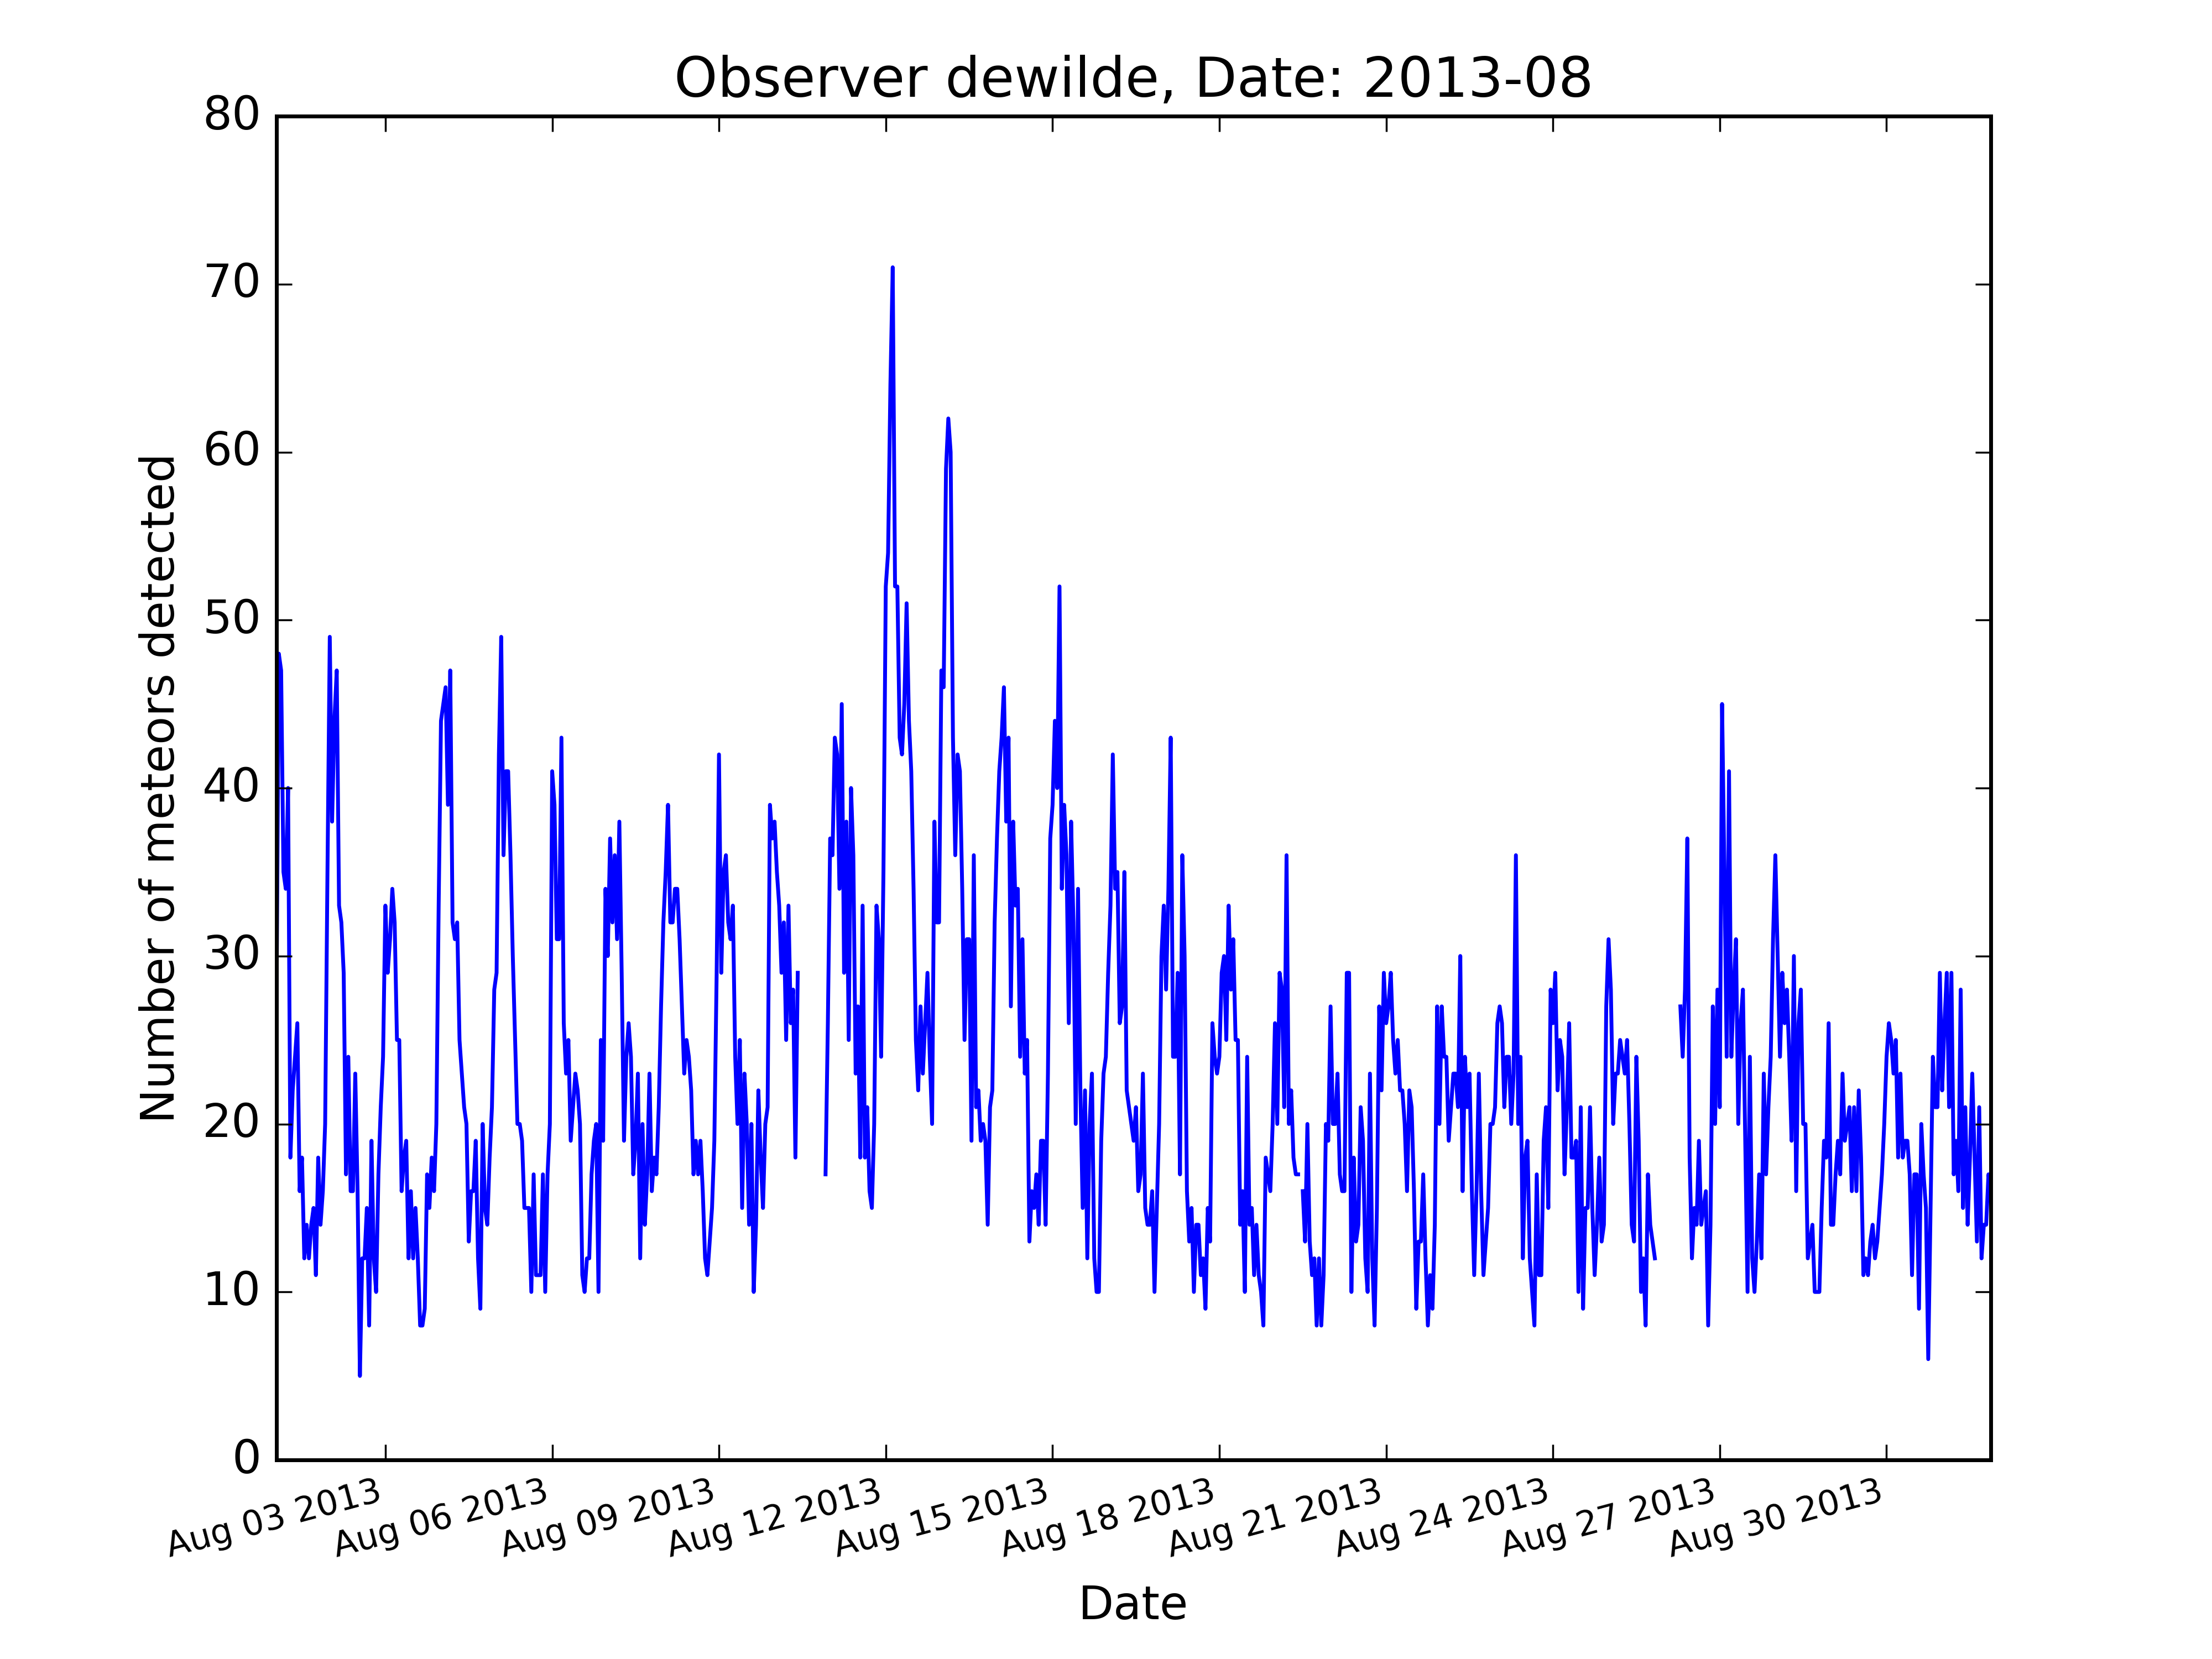 Observer dewilde, Date: 2013-08
Number of meteors detected
80
70
60
50
40
30
20
10
0
Aug 03 2013
Aug 06 2013
Aug 09 2013
Aug 12 2013
Aug 15 2013
Aug 18 2013
Aug 21 2013
Aug 24 2013
Aug 27 2013
Aug 30 2013
Date